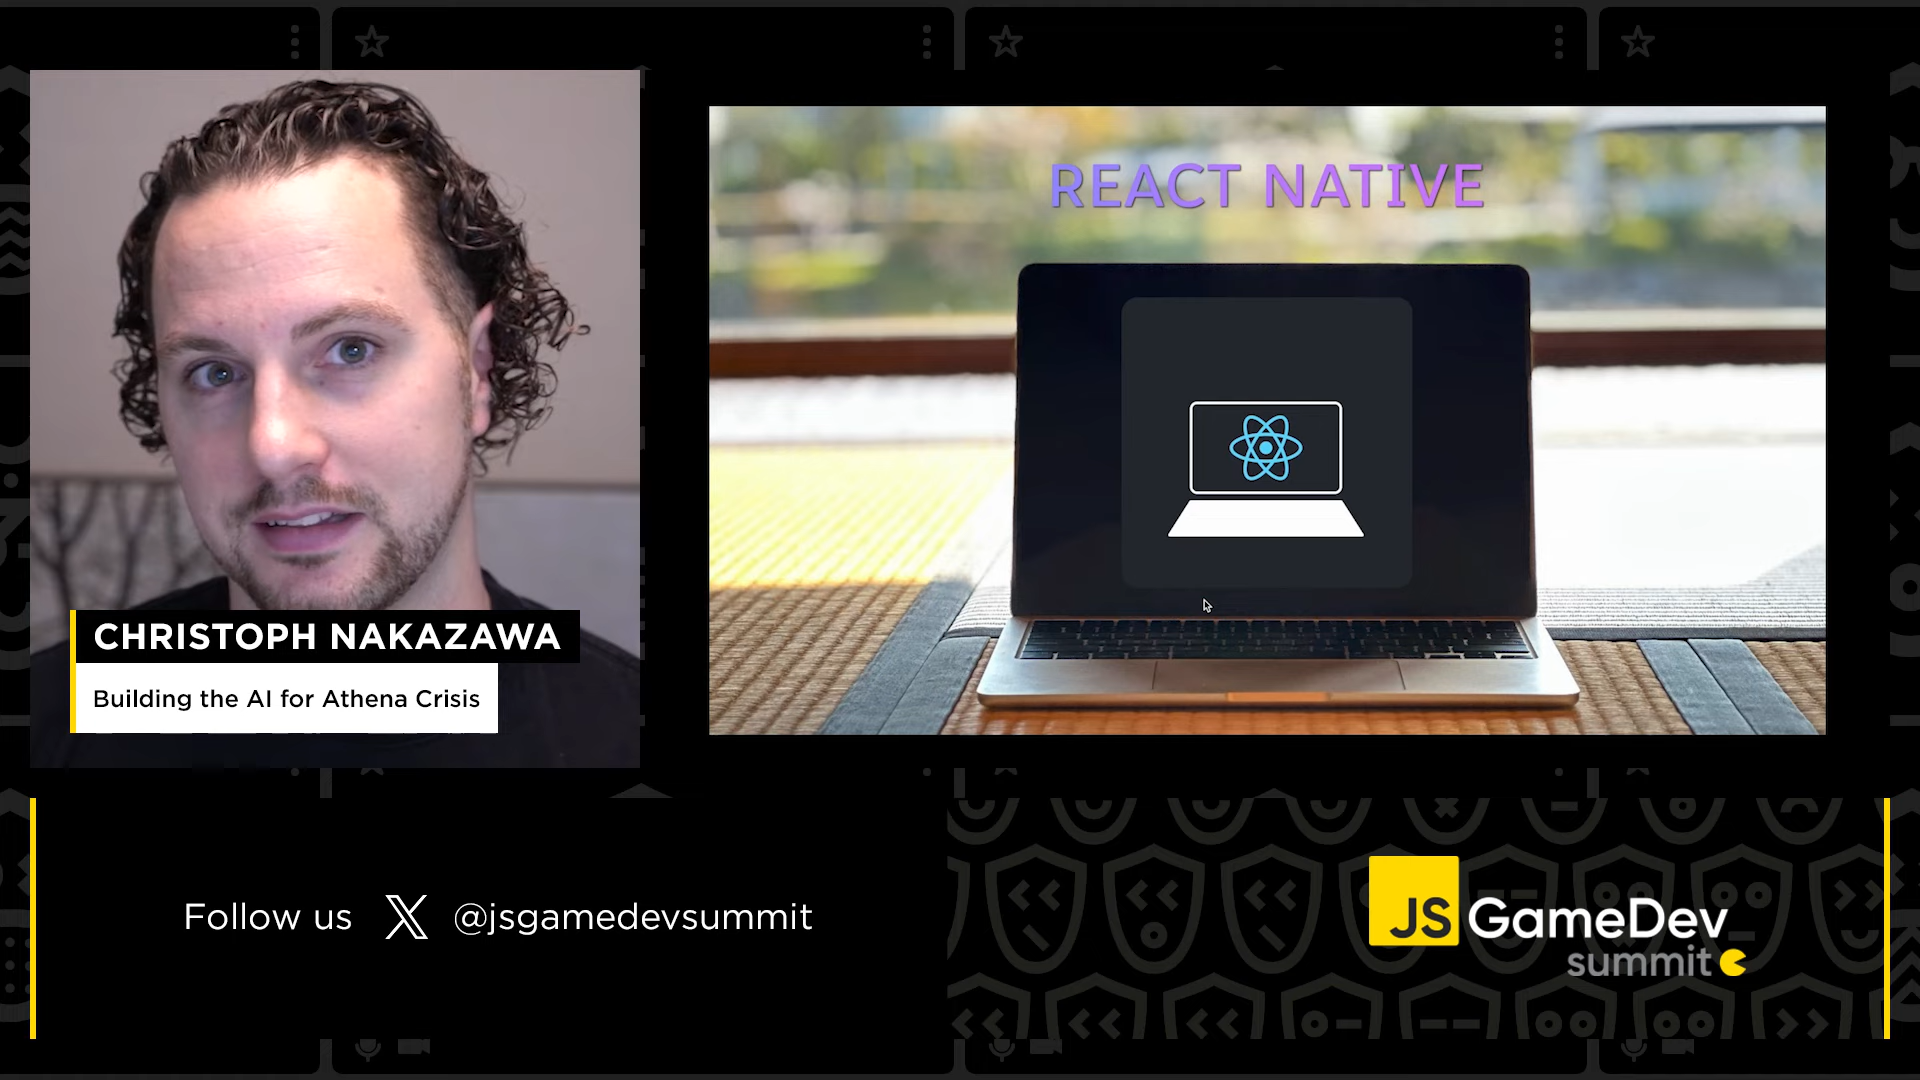 REACT NATIVE
CHRISTOPH NAKAZAWA
Building the AI for Athena Crisis
Follow us X @jsgamedevsummit
JS GameDev
summit